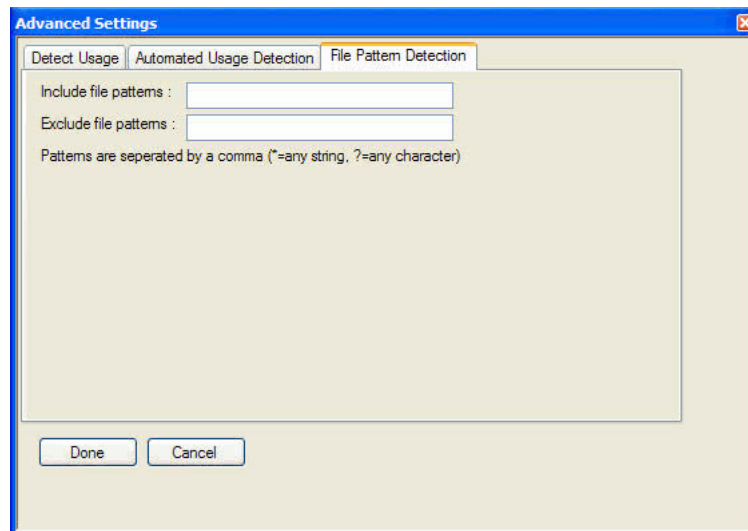 Advanced Settings
Detect Usage Automated Usage Detection File Pattern Detection
Include file patterns :
Exclude file patterns :
Patterns are seperated by a comma (*=any string, ?=any character)
Done Cancel